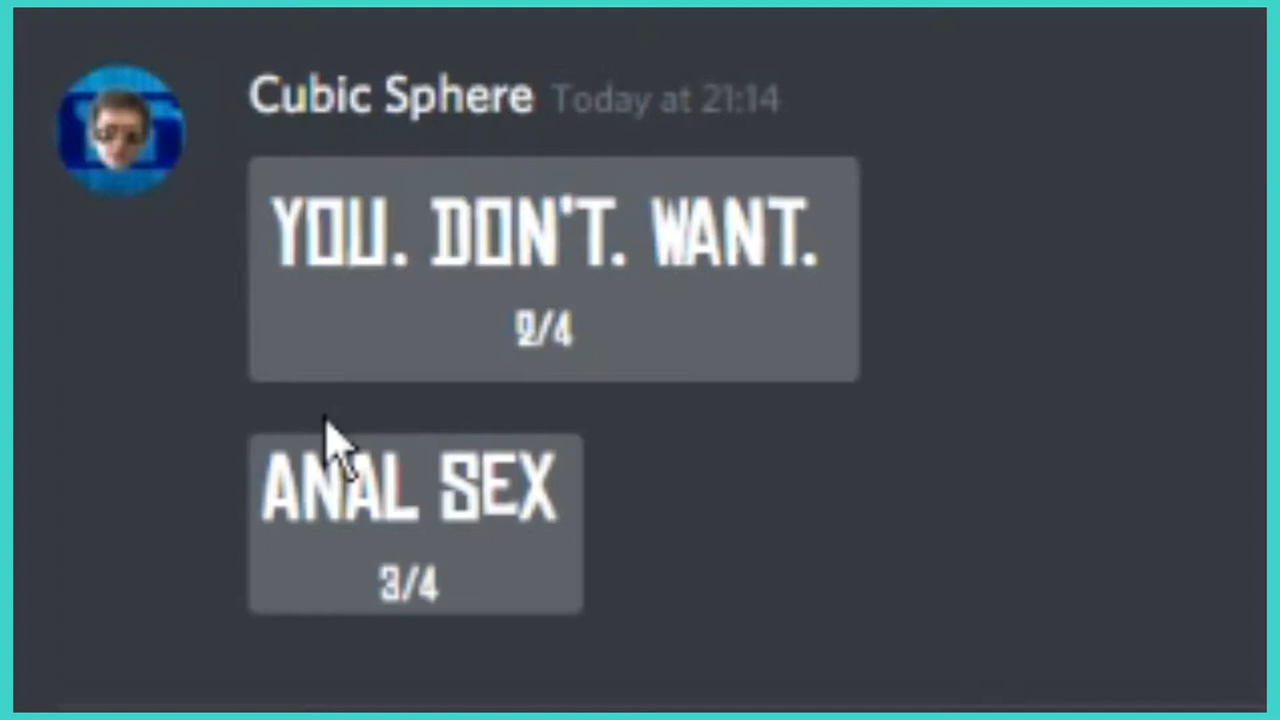 Cubic Sphere Today at 21:14
YOU. DON'T. WANT.
2/4
ANAL SEX
3/4